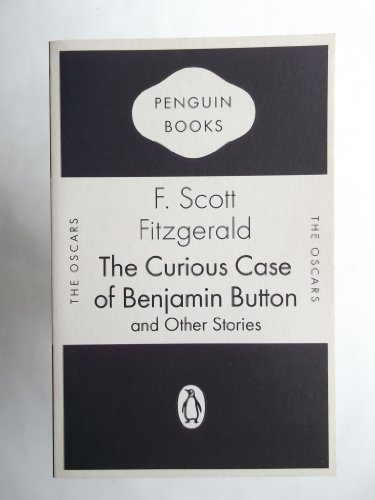 PENGUIN
BOOKS
THE OSCARS
F. Scott
Fitzgerald
The Curious Case
of Benjamin Button
and Other Stories
THE OSCARS